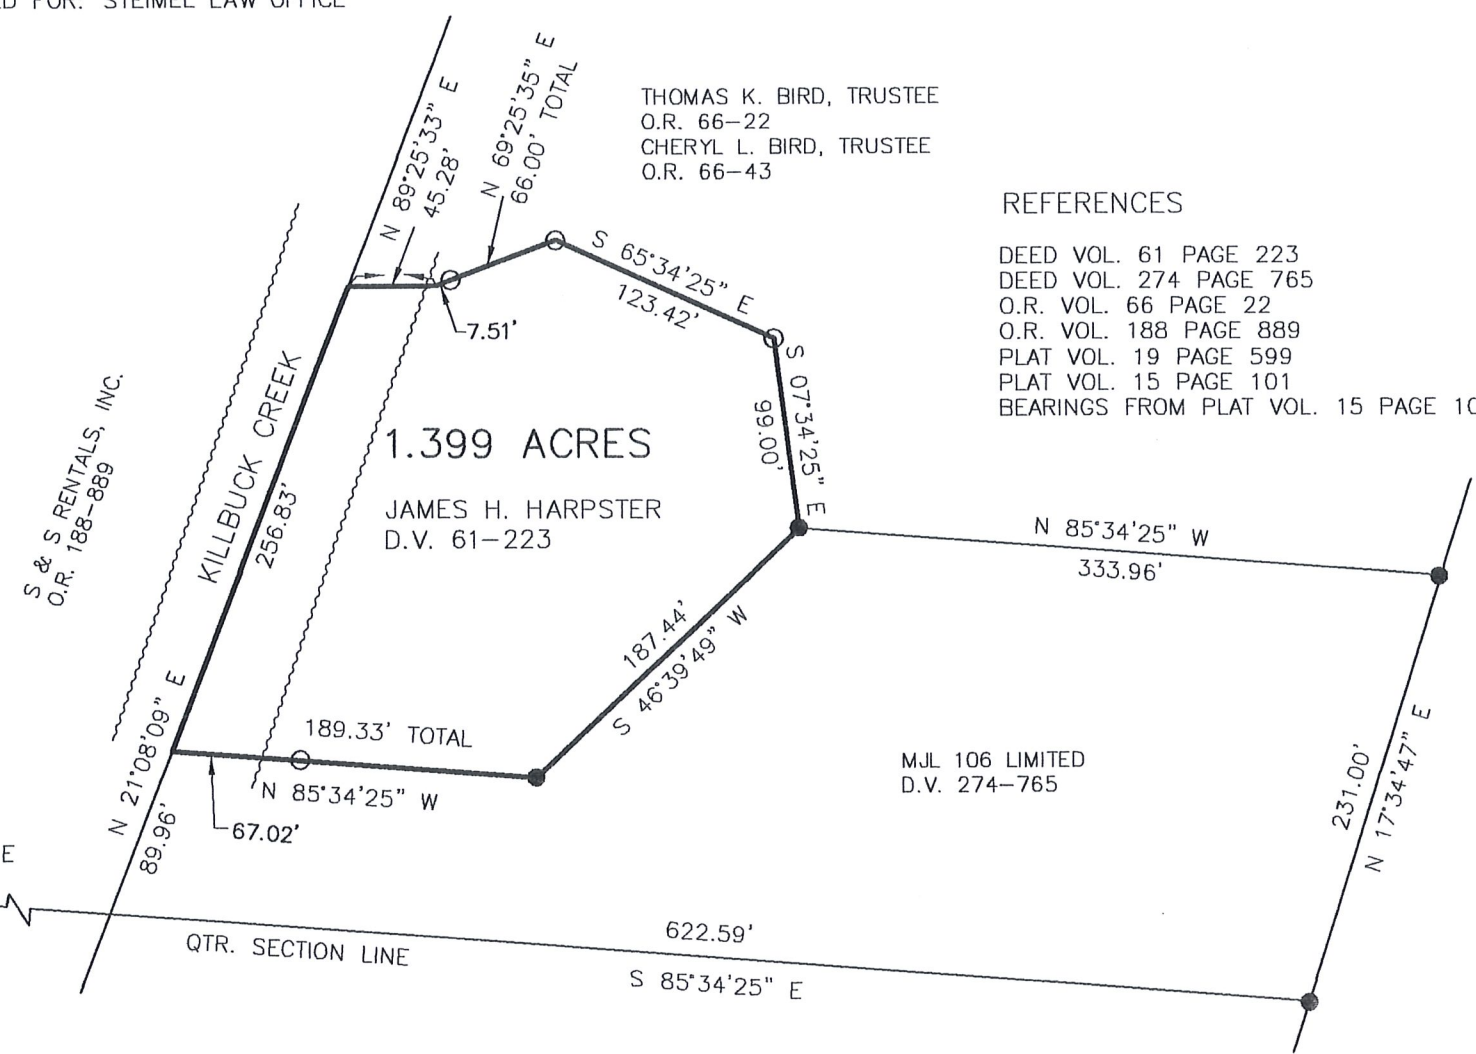 FOR: STEIMEL LAW OFFICE
N 89°25'33" E
45.28'
N 69°25'35" E
66.00' TOTAL
THOMAS K. BIRD, TRUSTEE
O.R. 66-22
CHERYL L. BIRD, TRUSTEE
O.R. 66-43
REFERENCES
DEED VOL. 61 PAGE 223
DEED VOL. 274 PAGE 765
O.R. VOL. 66 PAGE 22
O.R. VOL. 188 PAGE 889
PLAT VOL. 19 PAGE 599
PLAT VOL. 15 PAGE 101
BEARINGS FROM PLAT VOL. 15 PAGE 10
S 65°34'25" E
123.42'
7.51'
S 07°34'25" E
99.00'
KILLBUCK CREEK
256.83'
S & S RENTALS, INC.
O.R. 188-889
1.399 ACRES
JAMES H. HARPSTER
D.V. 61-223
N 85°34'25" W
333.96'
187.44'
S 46°39'49" W
189.33' TOTAL
N 85°34'25" W
67.02'
N 21°08'09" E
89.96'
MJL 106 LIMITED
D.V. 274-765
231.00'
N 17°34'47" E
E
622.59'
QTR. SECTION LINE
S 85°34'25" E